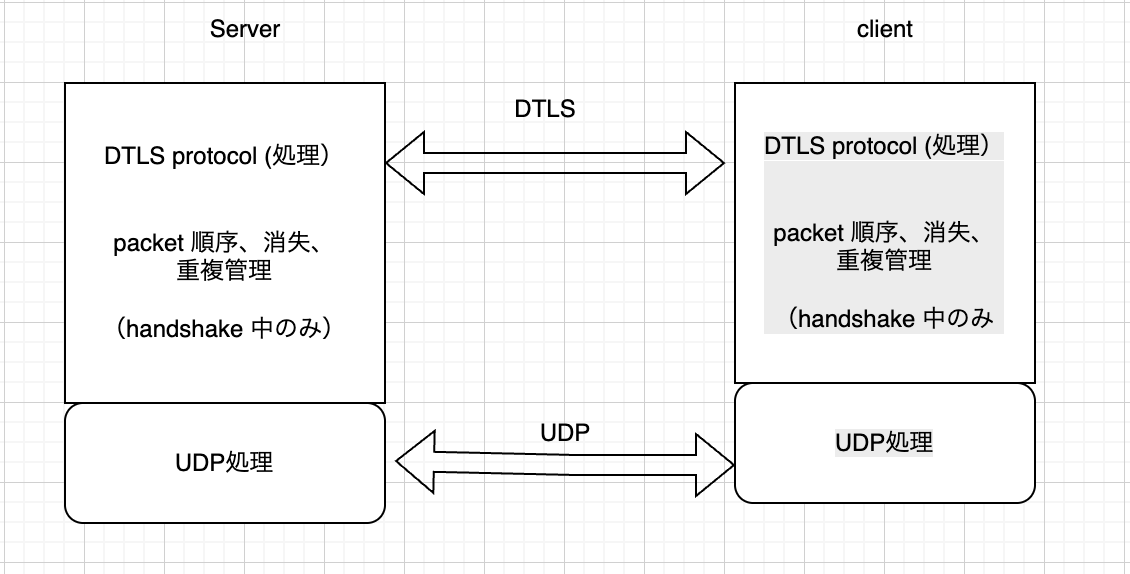 Server
client
DTLS
DTLS protocol (処理）
packet 順序、消失、
重複管理
（handshake 中のみ）
DTLS protocol (処理）
packet 順序、消失、
重複管理
（handshake 中のみ
UDP
UDP処理
UDP処理